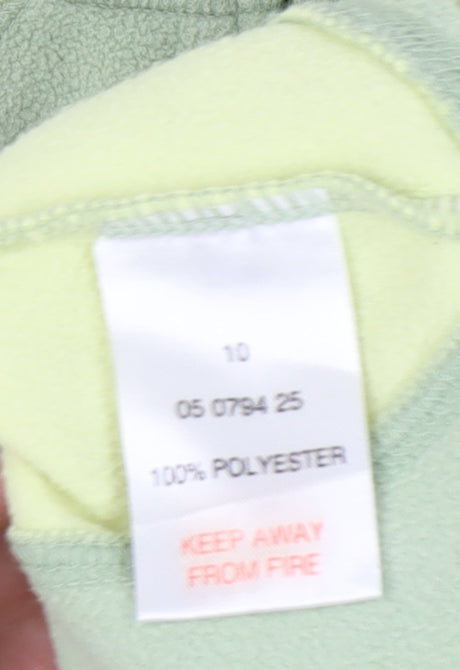 10
05 0794 25
100% POLYESTER
KEEP AWAY
FROM FIRE